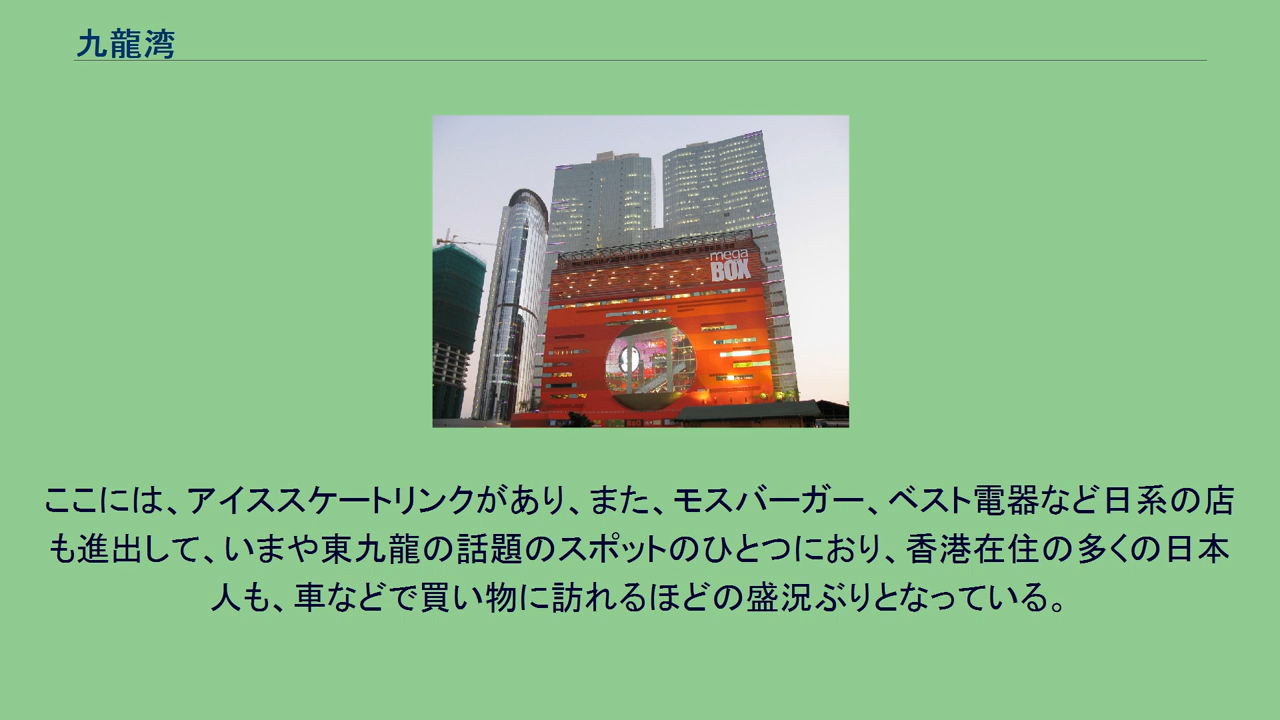 九龍湾
mega
BOX
ここには、アイススケートリンクがあり、また、モスバーガー、ベスト電器など日系の店
も進出して、いまや東九龍の話題のスポットのひとつにおり、香港在住の多くの日本
人も、車などで買い物に訪れるほどの盛況ぶりとなっている。